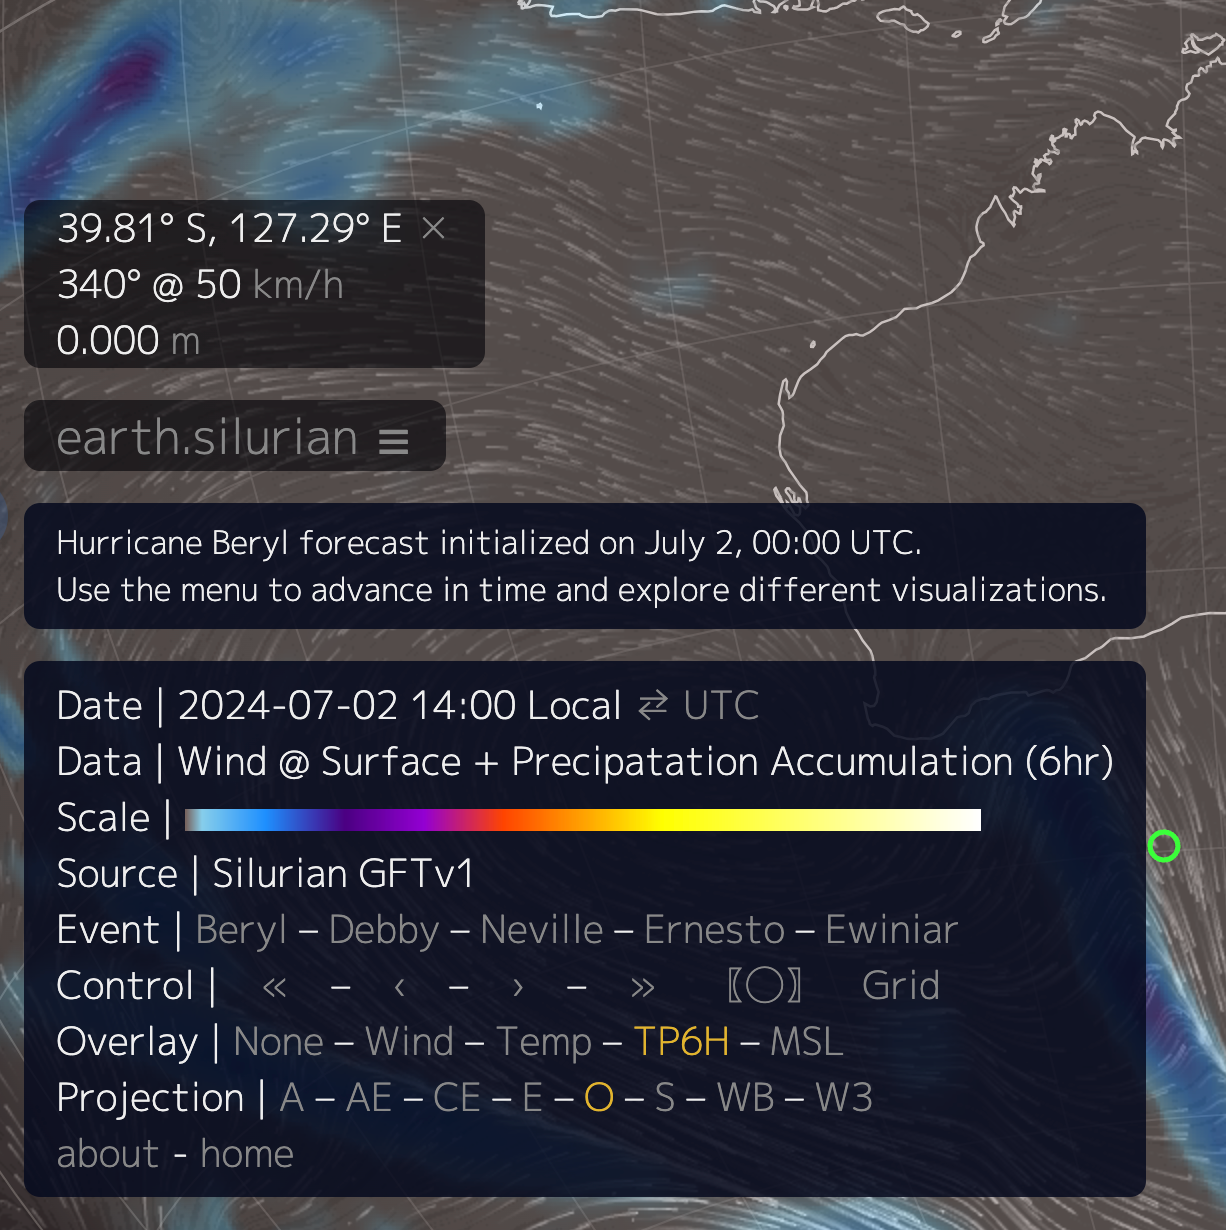 39.81° S, 127.29° E ×
340° @ 50 km/h
0.000 m
earth.silurian ☰
Hurricane Beryl forecast initialized on July 2, 00:00 UTC.
Use the menu to advance in time and explore different visualizations.
Date | 2024-07-02 14:00 Local ⇄ UTC
Data | Wind @ Surface + Precipatation Accumulation (6hr)
Scale |
Source | Silurian GFTv1
Event | Beryl – Debby – Neville – Ernesto – Ewiniar
Control | « – ‹ – › – » 〖◯〗 Grid
Overlay | None – Wind – Temp – TP6H – MSL
Projection | A – AE – CE – E – O – S – WB – W3
about - home